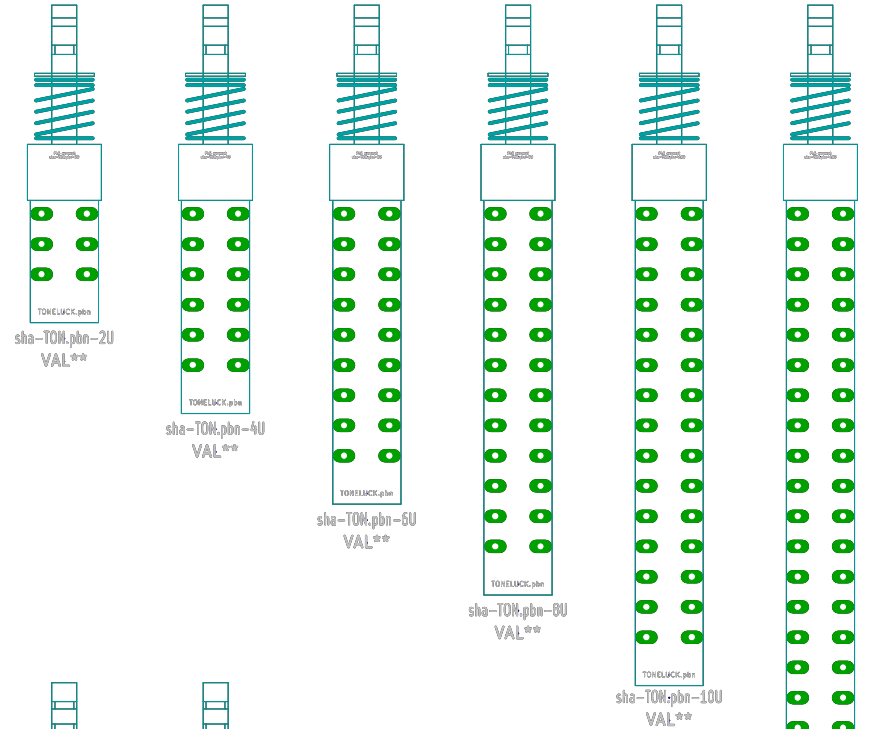 TONELUCK.pbn
sha-TON.pbn-2U
VAL**
TONELUCK.pbn
sha-TON.pbn-4U
VAL**
TONELUCK.pbn
sha-TON.pbn-6U
VAL**
TONELUCK.pbn
sha-TON.pbn-8U
VAL**
TONELUCK.pbn
sha-TON.pbn-10U
VAL**